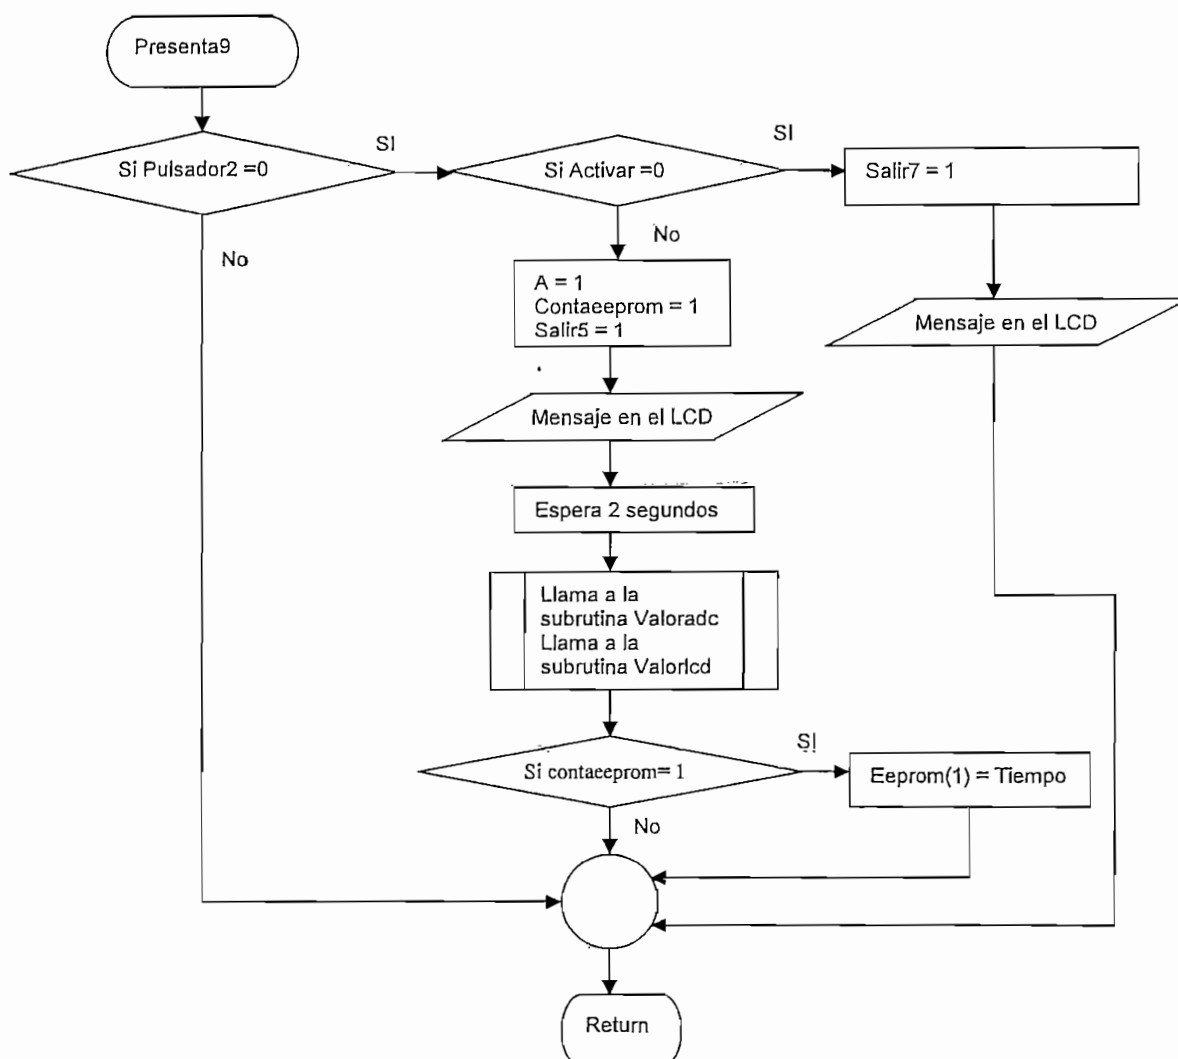 Presenta9
Si Pulsador2 =0
SI
Si Activar =0
SI
Salir7 = 1
No
No
A = 1
Contaeeprom = 1
Salir5 = 1
Mensaje en el LCD
Mensaje en el LCD
Espera 2 segundos
Llama a la
subrutina Valoradc
Llama a la
subrutina Valorlcd
Si contaeeprom= 1
SI
Eeprom(1) = Tiempo
No
Return